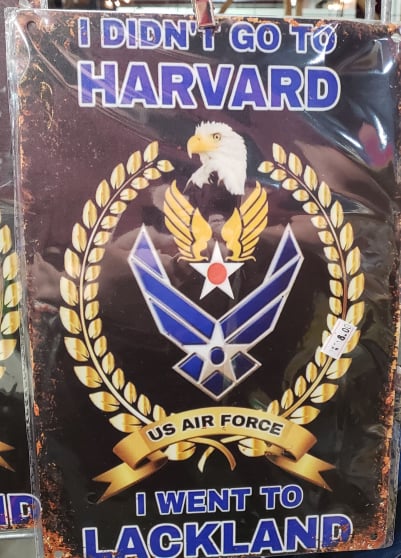 I DIDN'T GO TO
HARVARD
US AIR FORCE
I WENT TO
LACKLAND